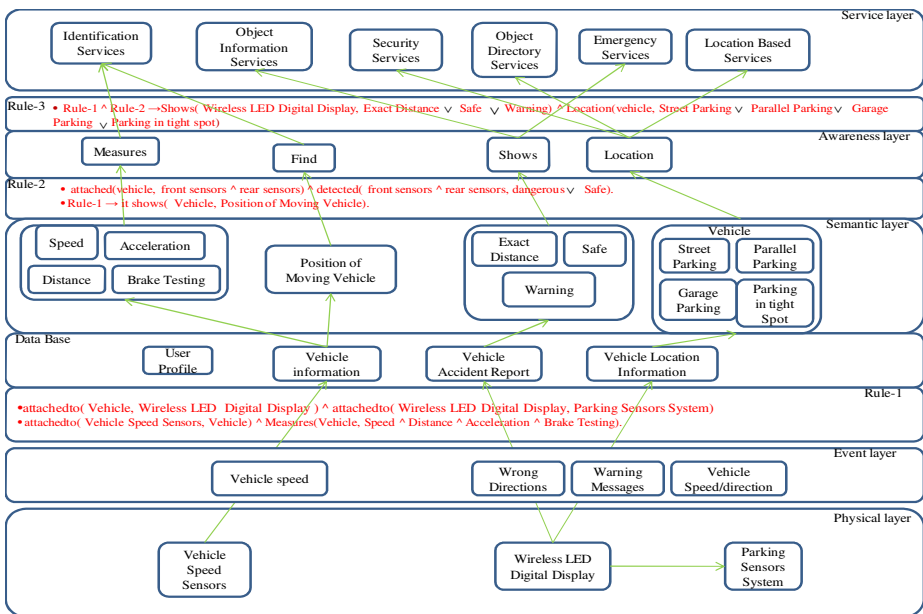 Service layer
Identification
Services
Object
Information
Services
Security
Services
Object
Directory
Services
Emergency
Services
Location Based
Services
Rule-3
• Rule-1 ^ Rule-2 →Shows( Wireless LED Digital Display, Exact Distance ∨ Safe ∨ Warning) ^ Location(vehicle, Street Parking ∨ Parallel Parking ∨ Garage
Parking ∨ Parking in tight spot)
Awareness layer
Measures
Find
Shows
Location
Rule-2
• attached(vehicle, front sensors ^ rear sensors) ^ detected( front sensors ^ rear sensors, dangerous ∨ Safe).
• Rule-1 → it shows( Vehicle, Position of Moving Vehicle).
Semantic layer
Speed
Acceleration
Distance
Brake Testing
Position of
Moving Vehicle
Exact
Distance
Safe
Warning
Vehicle
Street
Parking
Parallel
Parking
Garage
Parking
Parking
in tight
Spot
Data Base
User
Profile
Vehicle
information
Vehicle
Accident Report
Vehicle Location
Information
Rule-1
•attachedto( Vehicle, Wireless LED Digital Display ) ^ attachedto( Wireless LED Digital Display, Parking Sensors System)
•attachedto( Vehicle Speed Sensors, Vehicle) ^ Measures(Vehicle, Speed ^ Distance ^ Acceleration ^ Brake Testing).
Event layer
Vehicle speed
Wrong
Directions
Warning
Messages
Vehicle
Speed/direction
Physical layer
Vehicle
Speed
Sensors
Wireless LED
Digital Display
Parking
Sensors
System